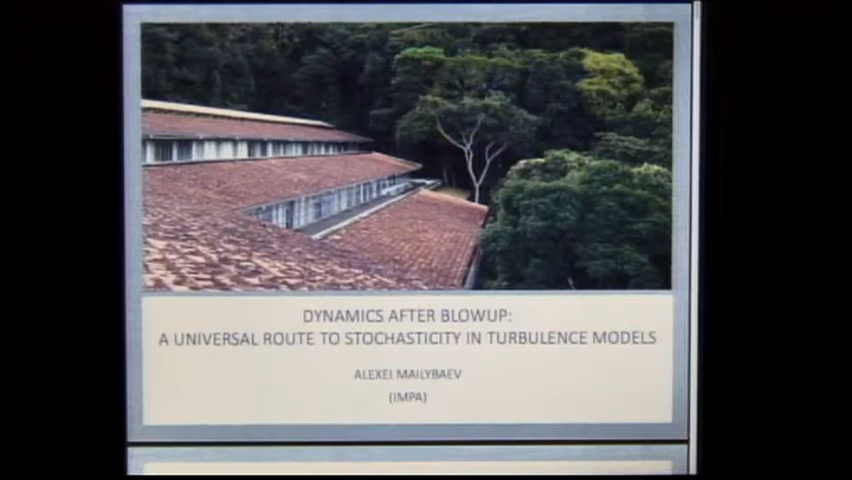 DYNAMICS AFTER BLOWUP:
A UNIVERSAL ROUTE TO STOCHASTICITY IN TURBULENCE MODELS
ALEXEI MAILYBAEV
(IMPA)